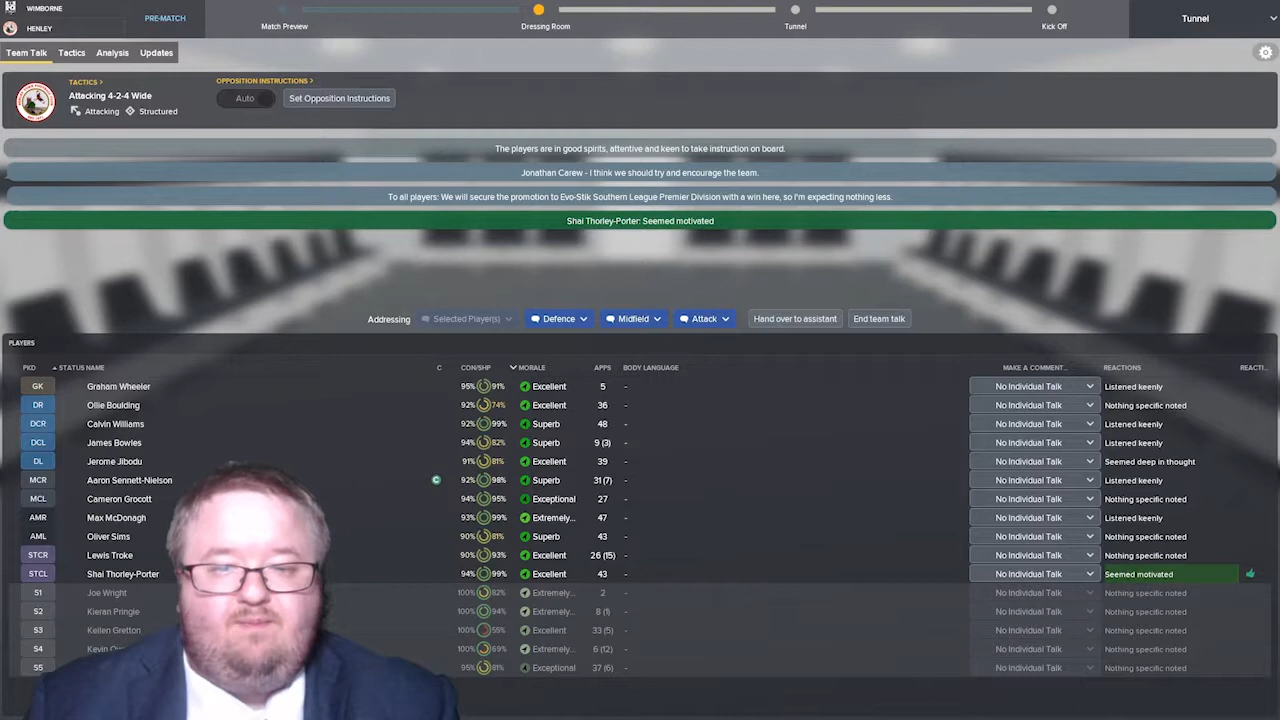 WIMBORNE
HENLEY
PRE-MATCH
Match Preview
Dressing Room
Tunnel
Kick Off
Tunnel
Team Talk Tactics Analysis Updates
TACTICS >
Attacking 4-2-4 Wide
Attacking Structured
OPPOSITION INSTRUCTIONS >
Auto Set Opposition Instructions
The players are in good spirits, attentive and keen to take instruction on board.
Jonathan Carew - I think we should try and encourage the team.
To all players: We will secure the promotion to Evo-Stik Southern League Premier Division with a win here, so I'm expecting nothing less.
Shai Thorley-Porter: Seemed motivated
Addressing Selected Player(s) Defence Midfield Attack Hand over to assistant End team talk
PLAYERS
PKD STATUS NAME C CON/SHP MORALE APPS BODY LANGUAGE MAKE A COMMENT... REACTIONS REACTI...
GK Graham Wheeler 95% 91% Excellent 5 - No Individual Talk Listened keenly
DR Ollie Boulding 92% 74% Excellent 36 - No Individual Talk Nothing specific noted
DCR Calvin Williams 92% 99% Superb 48 - No Individual Talk Listened keenly
DCL James Bowles 94% 82% Superb 9 (3) - No Individual Talk Listened keenly
DL Jerome Jibodu 91% 81% Excellent 39 - No Individual Talk Seemed deep in thought
MCR Aaron Sennett-Nielson C 92% 98% Superb 31 (7) - No Individual Talk Listened keenly
MCL Cameron Grocott 94% 95% Exceptional 27 - No Individual Talk Nothing specific noted
AMR Max McDonagh 93% 99% Extremely... 47 - No Individual Talk Listened keenly
AML Oliver Sims 90% 81% Superb 43 - No Individual Talk Nothing specific noted
STCR Lewis Troke 90% 93% Excellent 26 (15) - No Individual Talk Nothing specific noted
STCL Shai Thorley-Porter 94% 99% Excellent 43 - No Individual Talk Seemed motivated
S1 Joe Wright 100% 82% Extremely... 2 - No Individual Talk Nothing specific noted
S2 Kieran Pringle 100% 94% Extremely... 8 (1) - No Individual Talk Nothing specific noted
S3 Keilen Gretton 100% 55% Excellent 33 (5) - No Individual Talk Nothing specific noted
S4 Kevin 100% 69% Extremely... 6 (12) - No Individual Talk Nothing specific noted
S5 95% 81% Exceptional 37 (6) - No Individual Talk Nothing specific noted